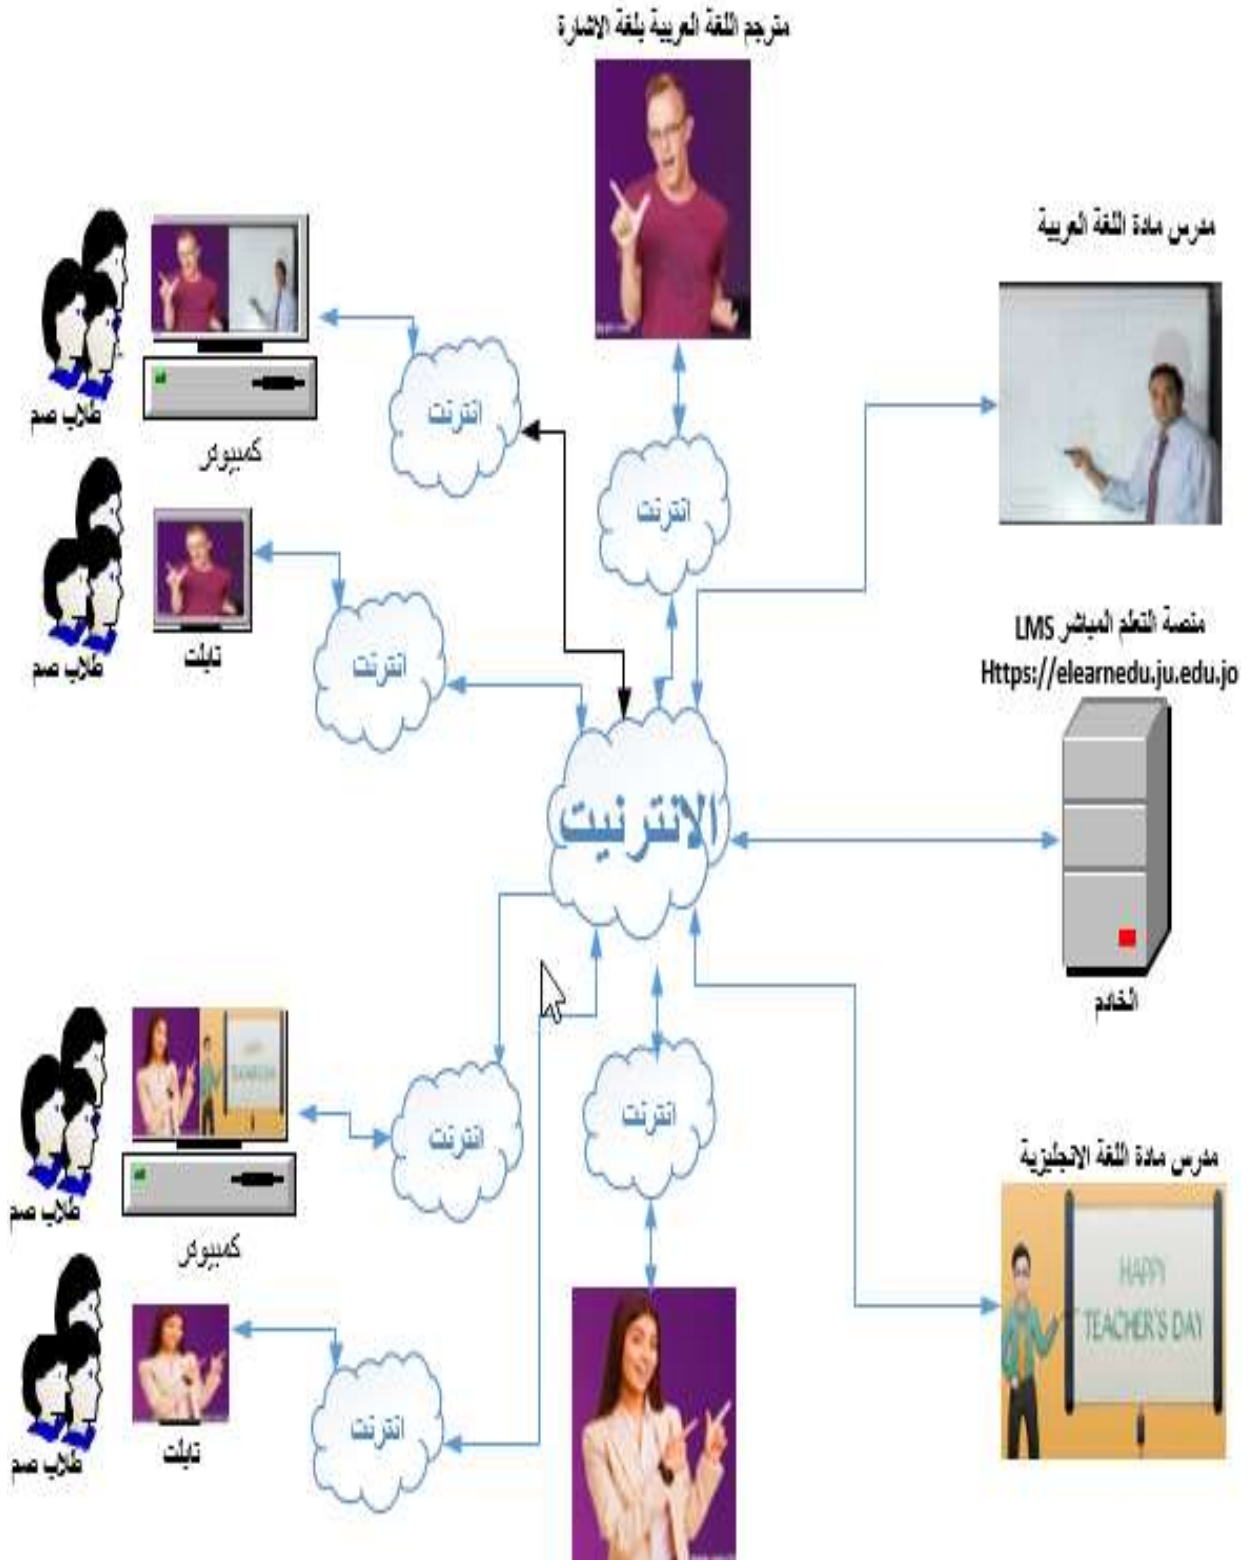 مترجم اللغة العربية بلغة الاشارة
مدرس مادة اللغة العربية
طلاب صم
كمبيوتر
انترنت
انترنت
طلاب صم
تابلت
انترنت
منصة التعلم المباشر LMS
Https://elearnedu.ju.edu.jo
الانترنيت
الخادم
طلاب صم
كمبيوتر
انترنت
انترنت
مدرس مادة اللغة الانجليزية
HAPPY
TEACHER'S DAY
طلاب صم
تابلت
انترنت